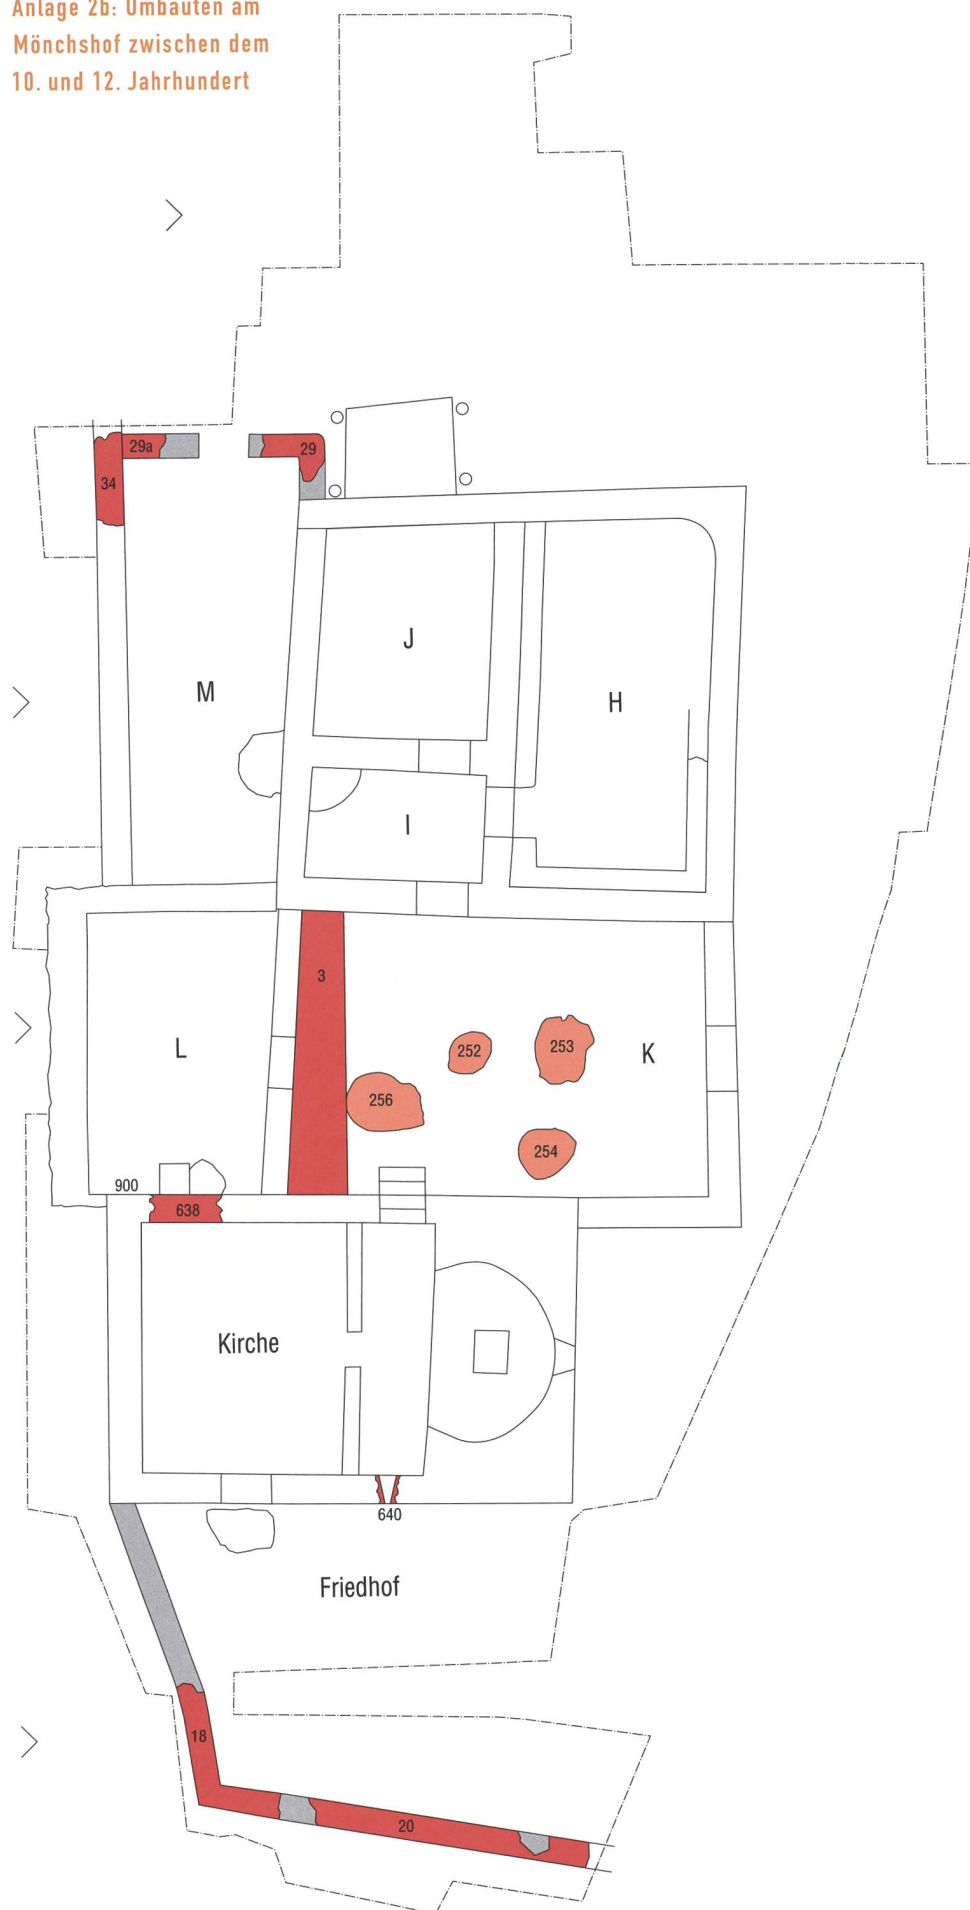 Anlage 2b: Umbauten am
Mönchshof zwischen dem
10. und 12. Jahrhundert
29a
29
34
J
M
H
I
3
L
252
253
K
256
254
900
638
Kirche
640
Friedhof
18
20